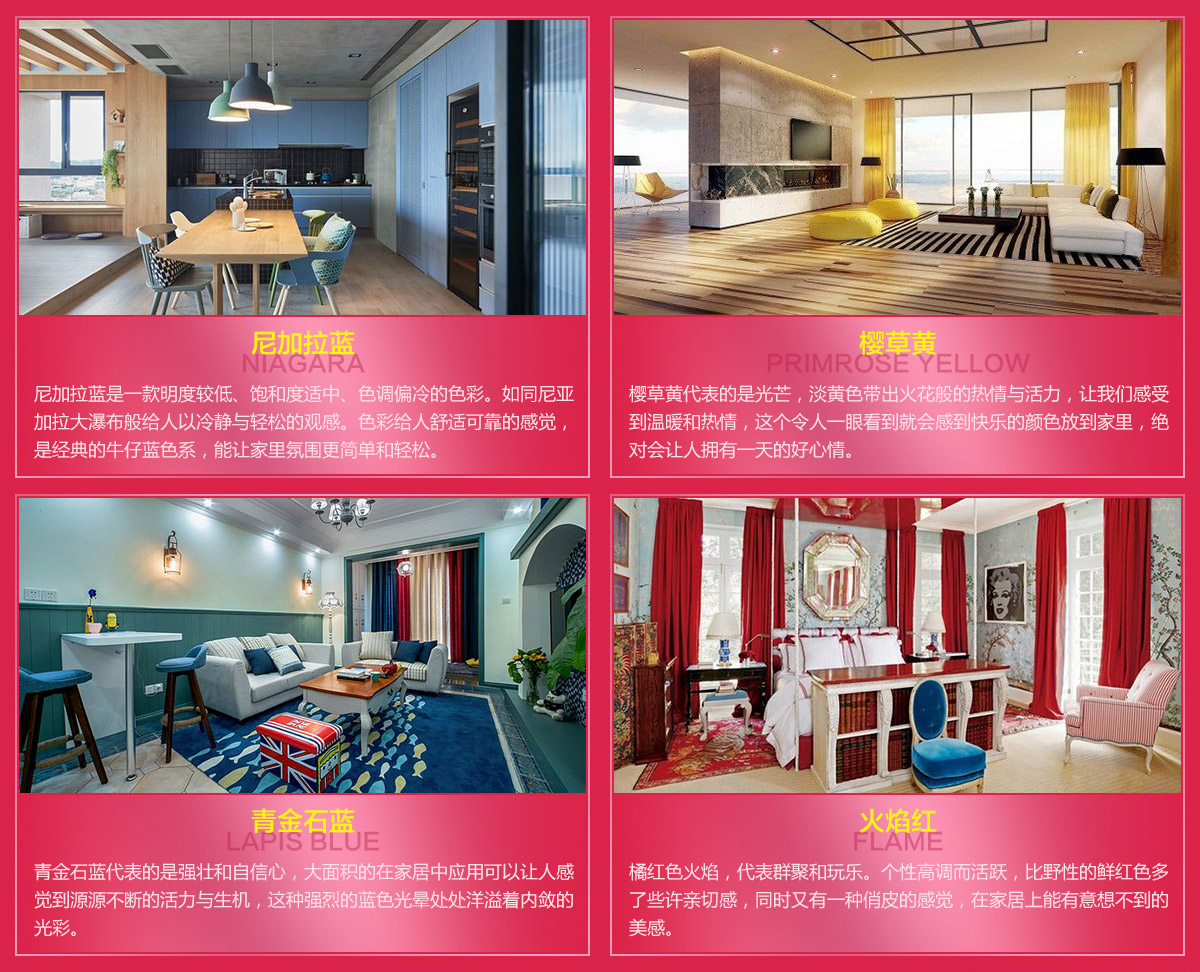 尼加拉蓝
NIAGARA
尼加拉蓝是一款明度较低、饱和度适中、色调偏冷的色彩。如同尼亚
加拉大瀑布般给人以冷静与轻松的观感。色彩给人舒适可靠的感觉，
是经典的牛仔蓝色系，能让家里氛围更简单和轻松。
樱草黄
PRIMROSE YELLOW
樱草黄代表的是光芒，淡黄色带出火花般的热情与活力，让我们感受
到温暖和热情，这个令人一眼看到就会感到快乐的颜色放到家里，绝
对会让人拥有一天的好心情。
青金石蓝
LAPIS BLUE
青金石蓝代表的是强壮和自信心，大面积的在家居中应用可以让人感
觉到源源不断的活力与生机，这种强烈的蓝色光晕处处洋溢着内敛的
光彩。
火焰红
FLAME
橘红色火焰，代表群聚和玩乐。个性高调而活跃，比野性的鲜红色多
了些许亲切感，同时又有一种俏皮的感觉，在家居上能有意想不到的
美感。